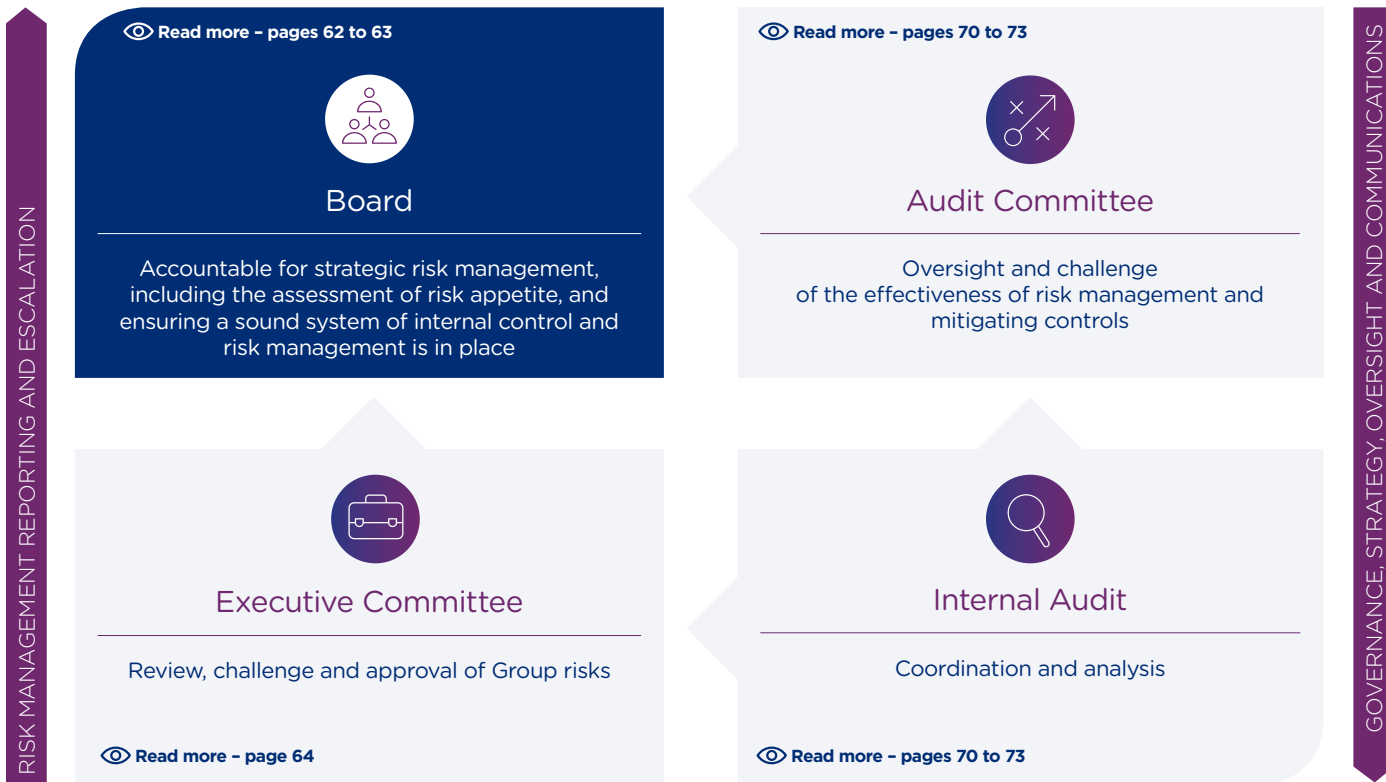 RISK MANAGEMENT REPORTING AND ESCALATION
Read more – pages 62 to 63
Board
Accountable for strategic risk management,
including the assessment of risk appetite, and
ensuring a sound system of internal control and
risk management is in place
Read more – pages 70 to 73
Audit Committee
Oversight and challenge
of the effectiveness of risk management and
mitigating controls
Executive Committee
Review, challenge and approval of Group risks
Read more – page 64
Internal Audit
Coordination and analysis
Read more – pages 70 to 73
GOVERNANCE, STRATEGY, OVERSIGHT AND COMMUNICATIONS